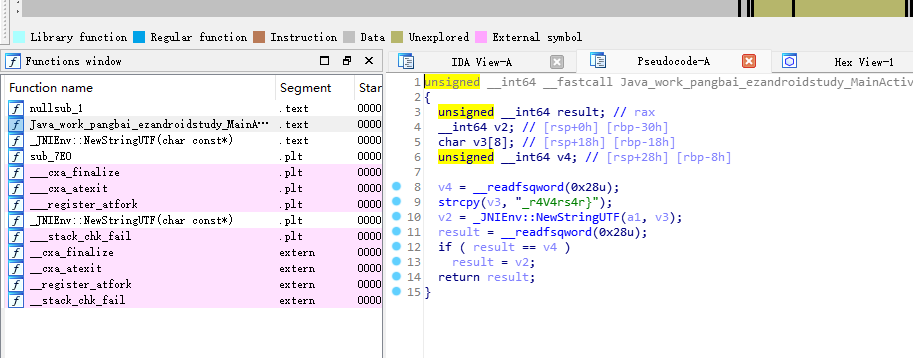 Library function Regular function Instruction Data Unexplored External symbol
Functions window
Function name Segment Star
nullsub_1 .text 0000
Java_work_pangbai_ezandroidstudy_MainA… .text 0000
_JNIEnv::NewStringUTF(char const*) .text 0000
sub_7E0 .plt 0000
___cxa_finalize .plt 0000
___cxa_atexit .plt 0000
___register_atfork .plt 0000
_JNIEnv::NewStringUTF(char const*) .plt 0000
___stack_chk_fail .plt 0000
__cxa_finalize extern 0000
__cxa_atexit extern 0000
__register_atfork extern 0000
__stack_chk_fail extern 0000
IDA View-A Pseudocode-A Hex View-1
1 unsigned __int64 __fastcall Java_work_pangbai_ezandroidstudy_MainActiv
2 {
3 unsigned __int64 result; // rax
4 __int64 v2; // [rsp+0h] [rbp-30h]
5 char v3[8]; // [rsp+18h] [rbp-18h]
6 unsigned __int64 v4; // [rsp+28h] [rbp-8h]
7
8 v4 = __readfsqword(0x28u);
9 strcpy(v3, "_r4V4rs4r}");
10 v2 = _JNIEnv::NewStringUTF(a1, v3);
11 result = __readfsqword(0x28u);
12 if ( result == v4 )
13 result = v2;
14 return result;
15 }